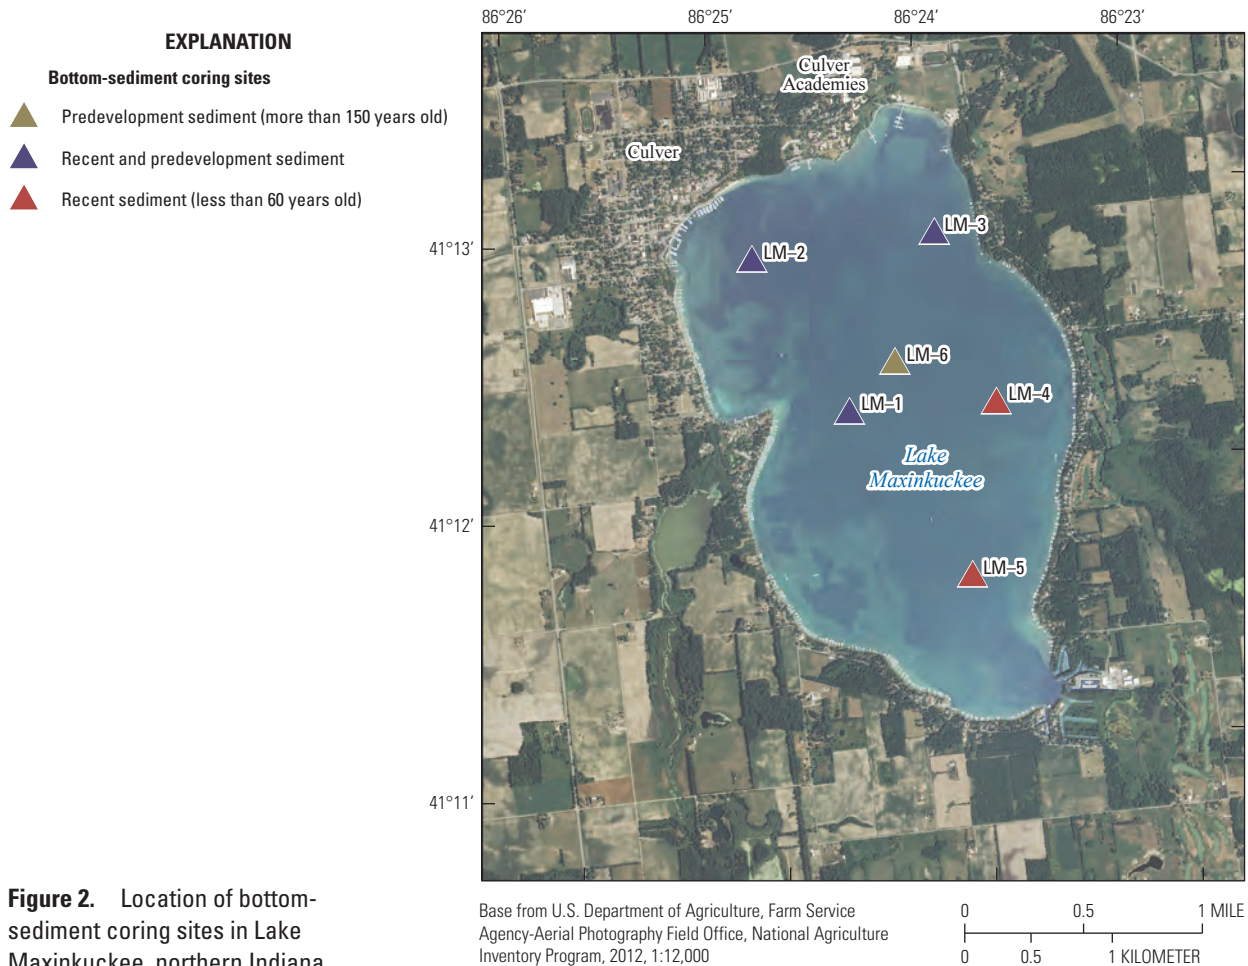 86°26′
86°25′
86°24′
86°23′
EXPLANATION
Bottom-sediment coring sites
Predevelopment sediment (more than 150 years old)
Recent and predevelopment sediment
Recent sediment (less than 60 years old)
Culver
Academies
Culver
41°13′
LM–3
LM–2
LM–6
LM–4
LM–1
Lake
Maxinkuckee
41°12′
LM–5
41°11′
Figure 2. Location of bottom-
sediment coring sites in Lake
Maxinkuckee, northern Indiana
Base from U.S. Department of Agriculture, Farm Service
Agency-Aerial Photography Field Office, National Agriculture
Inventory Program, 2012, 1:12,000
0 0.5 1 MILE
0 0.5 1 KILOMETER